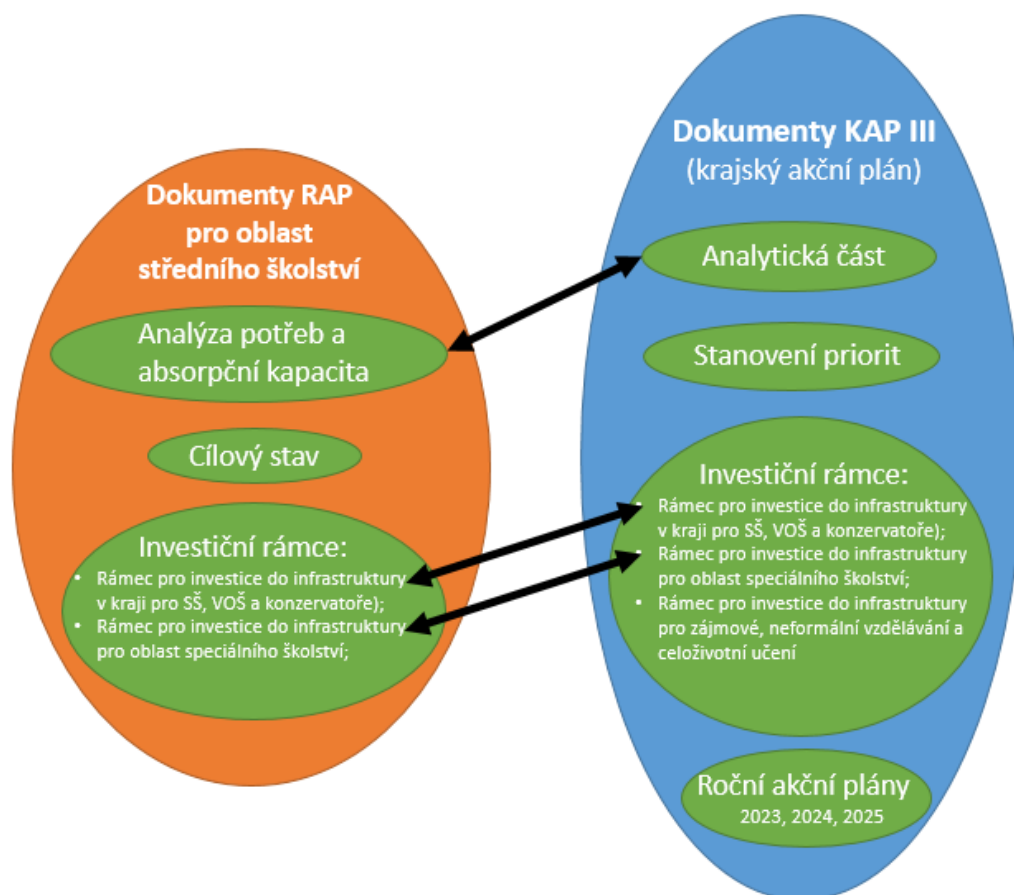 Dokumenty RAP
pro oblast
středního školství
Analýza potřeb a
absorpční kapacita
Cílový stav
Investiční rámce:
• Rámec pro investice do infrastruktury
v kraji pro SŠ, VOŠ a konzervatoře);
• Rámec pro investice do infrastruktury
pro oblast speciálního školství;
Dokumenty KAP III
(krajský akční plán)
Analytická část
Stanovení priorit
Investiční rámce:
• Rámec pro investice do infrastruktury
v kraji pro SŠ, VOŠ a konzervatoře);
• Rámec pro investice do infrastruktury
pro oblast speciálního školství;
• Rámec pro investice do infrastruktury
pro zájmové, neformální vzdělávání a
celoživotní učení
Roční akční plány
2023, 2024, 2025